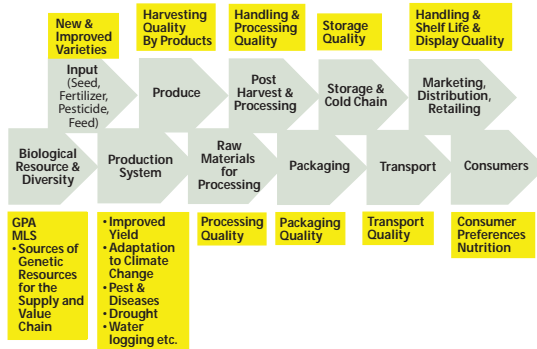 New &
Improved
Varieties
Harvesting
Quality
By Products
Handling &
Processing
Quality
Storage
Quality
Handling &
Shelf Life &
Display Quality
Input
(Seed,
Fertilizer,
Pesticide,
Feed)
Produce
Post
Harvest &
Processing
Storage &
Cold Chain
Marketing,
Distribution,
Retailing
Biological
Resource &
Diversity
Production
System
Raw
Materials
for
Processing
Packaging
Transport
Consumers
GPA
MLS
• Sources of
Genetic
Resources
for the
Supply and
Value
Chain
• Improved
Yield
• Adaptation
to Climate
Change
• Pest &
Diseases
• Drought
• Water
logging etc.
Processing
Quality
Packaging
Quality
Transport
Quality
Consumer
Preferences
Nutrition